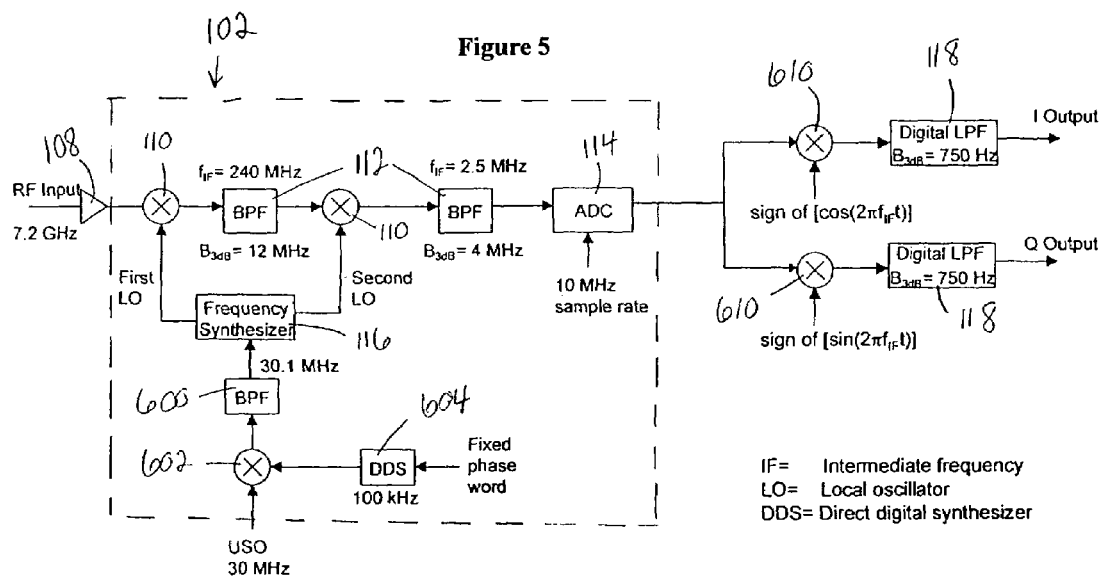 102
Figure 5
610
118
108
110
f_IF = 240 MHz
112
f_IF = 2.5 MHz
114
Digital LPF
B_3dB = 750 Hz
I Output
RF Input
7.2 GHz
BPF
110
BPF
ADC
sign of [cos(2πf_IFt)]
B_3dB = 12 MHz
B_3dB = 4 MHz
First
LO
Second
LO
10 MHz
sample rate
Digital LPF
B_3dB = 750 Hz
Q Output
610
118
sign of [sin(2πf_IFt)]
Frequency
Synthesizer
116
30.1 MHz
600
BPF
604
602
DDS
100 kHz
Fixed
phase
word
USO
30 MHz
IF= Intermediate frequency
LO= Local oscillator
DDS= Direct digital synthesizer